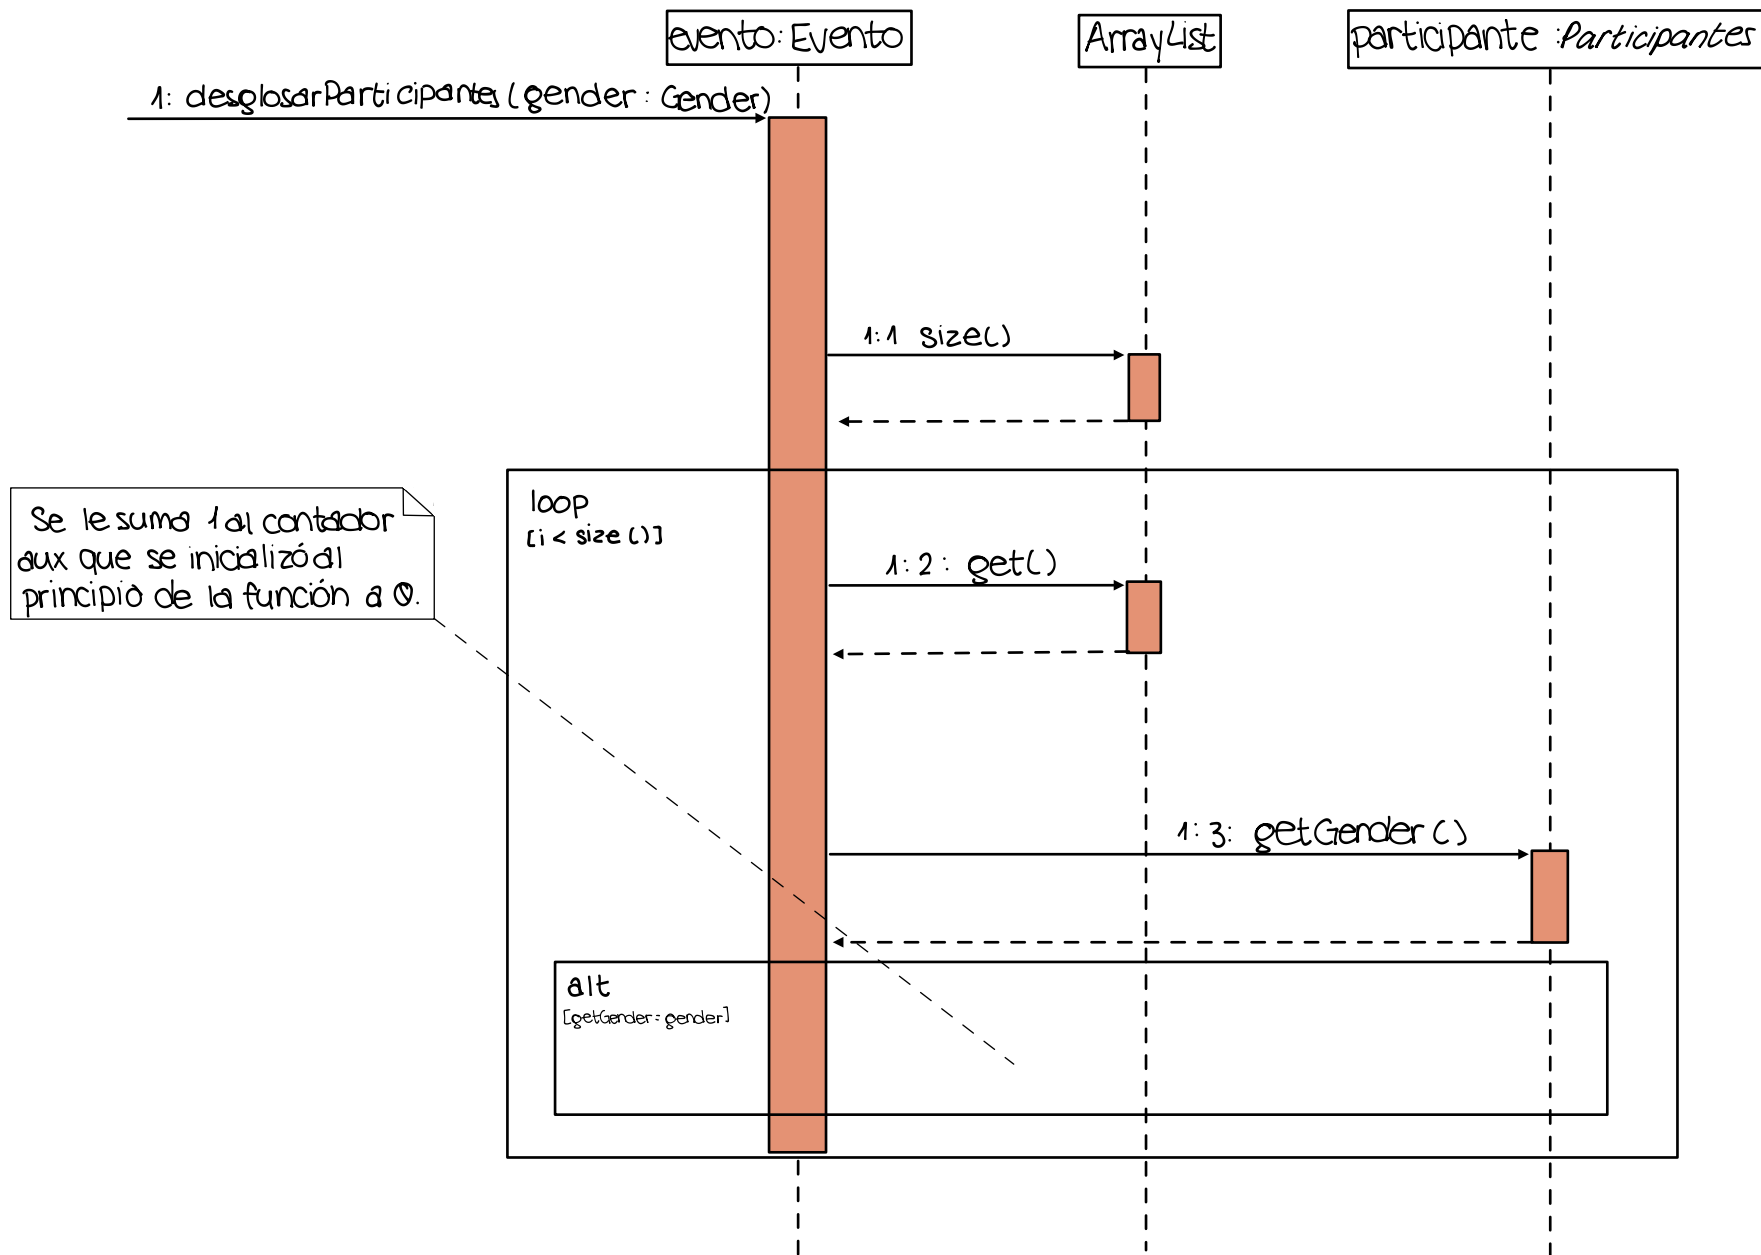 evento: Evento
ArrayList
participante :Participantes
1: desglosarParticipantes (gender: Gender)
1:1 size()
loop
[i < size ()]
Se le suma 1 al contador
aux que se inicializó al
principio de la función a 0.
1: 2: get()
1: 3: getGender ()
alt
[getGender = gender]